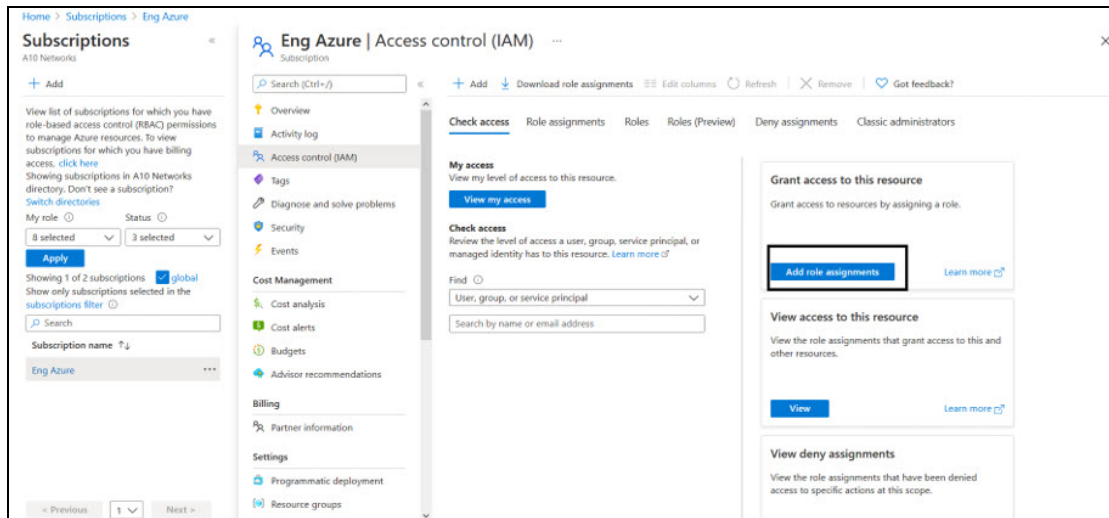 Home > Subscriptions > Eng Azure
Subscriptions «
A10 Networks
+ Add
View list of subscriptions for which you have
role-based access control (RBAC) permissions
to manage Azure resources. To view
subscriptions for which you have billing
access, click here
Showing subscriptions in A10 Networks
directory. Don't see a subscription?
Switch directories
My role Status
8 selected 3 selected
Apply
Showing 1 of 2 subscriptions global
Show only subscriptions selected in the
subscriptions filter
Search
Subscription name ↑↓
Eng Azure ...
< Previous 1 Next >
Eng Azure | Access control (IAM) ...
Subscription
Search (Ctrl+/) «
Overview
Activity log
Access control (IAM)
Tags
Diagnose and solve problems
Security
Events
Cost Management
Cost analysis
Cost alerts
Budgets
Advisor recommendations
Billing
Partner information
Settings
Programmatic deployment
Resource groups
+ Add Download role assignments Edit columns Refresh Remove Got feedback?
Check access Role assignments Roles Roles (Preview) Deny assignments Classic administrators
My access
View my level of access to this resource.
View my access
Check access
Review the level of access a user, group, service principal, or
managed identity has to this resource. Learn more
Find
User, group, or service principal
Search by name or email address
Grant access to this resource
Grant access to resources by assigning a role.
Add role assignments Learn more
View access to this resource
View the role assignments that grant access to this and
other resources.
View Learn more
View deny assignments
View the role assignments that have been denied
access to specific actions at this scope.